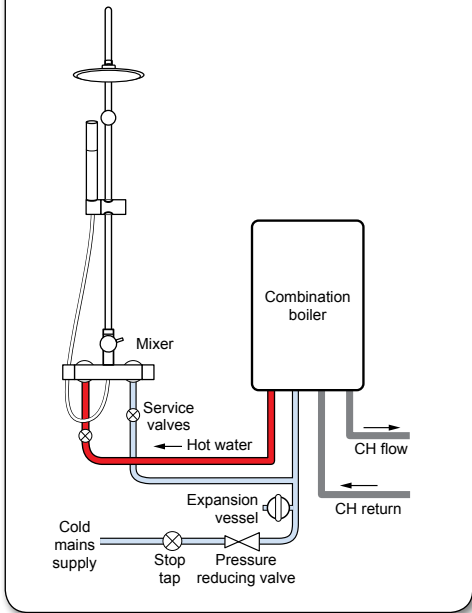 Combination
boiler
Mixer
Service
valves
Hot water
CH flow
Expansion
vessel
CH return
Cold
mains
supply
Stop
tap
Pressure
reducing valve